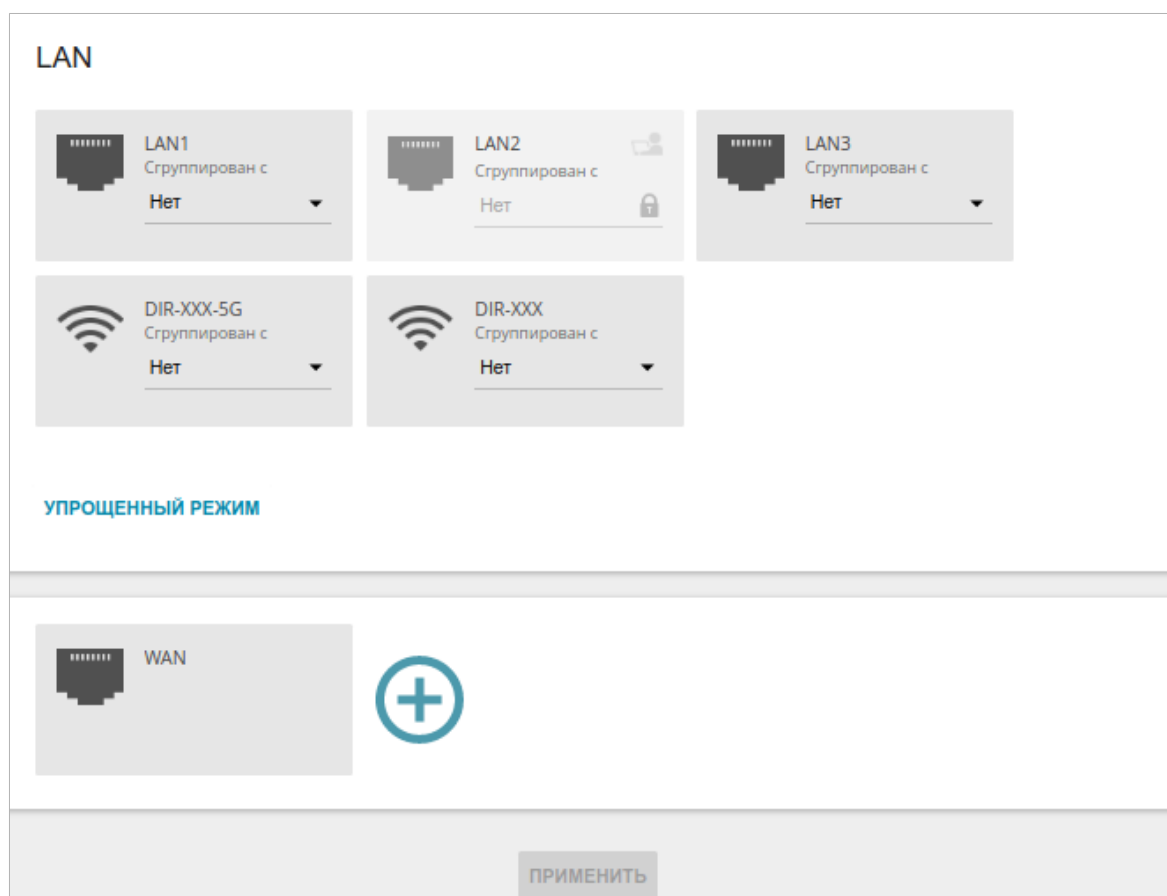 LAN
LAN1
Сгруппирован с
Нет
LAN2
Сгруппирован с
Нет
LAN3
Сгруппирован с
Нет
DIR-XXX-5G
Сгруппирован с
Нет
DIR-XXX
Сгруппирован с
Нет
УПРОЩЕННЫЙ РЕЖИМ
WAN
ПРИМЕНИТЬ